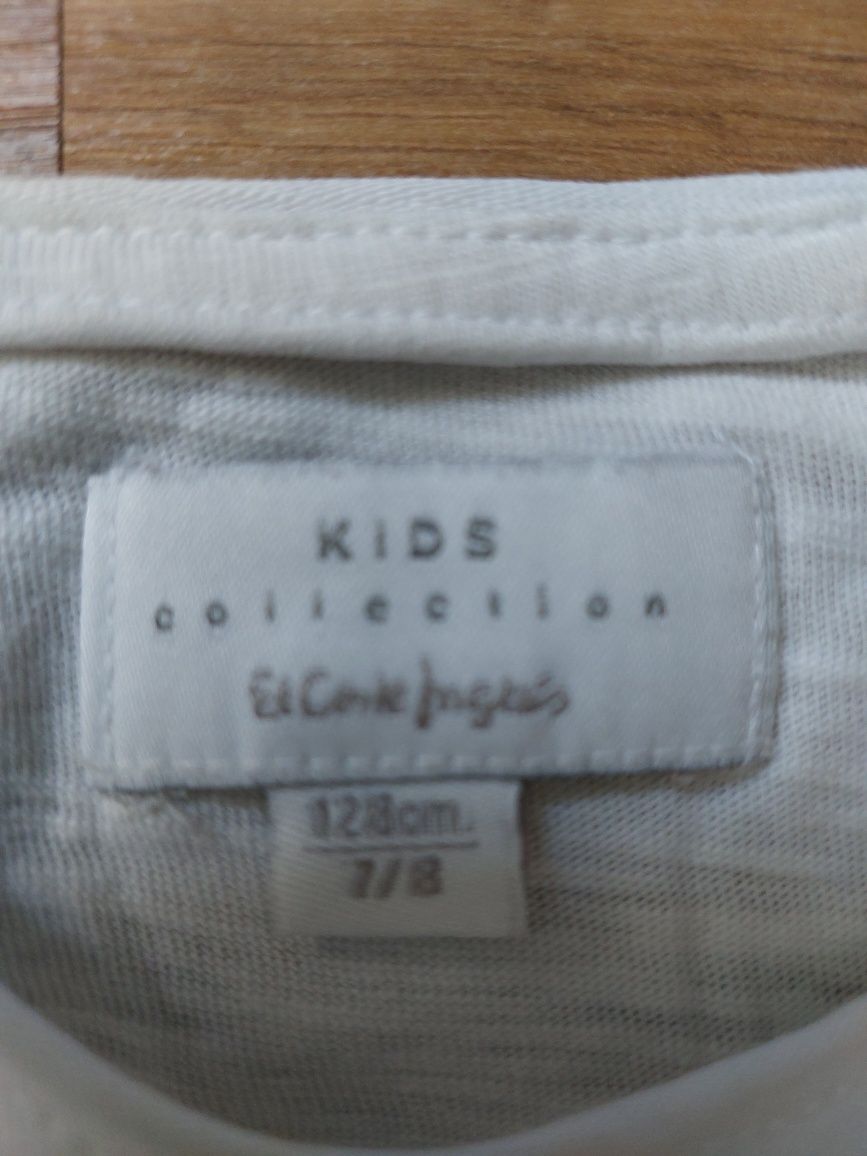 KiDS
collection
El Corte Inglés
128cm.
7/8